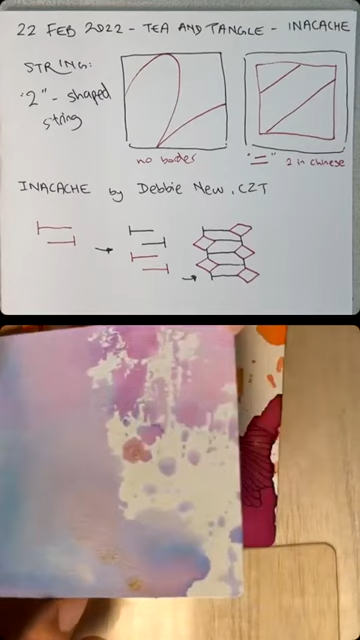 22 FEB 2022 - TEA AND TANGLE - INACACHE
STRING:
"2" - shaped
string
no border
"二" 2 in chinese
INACACHE by Debbie New, CZT